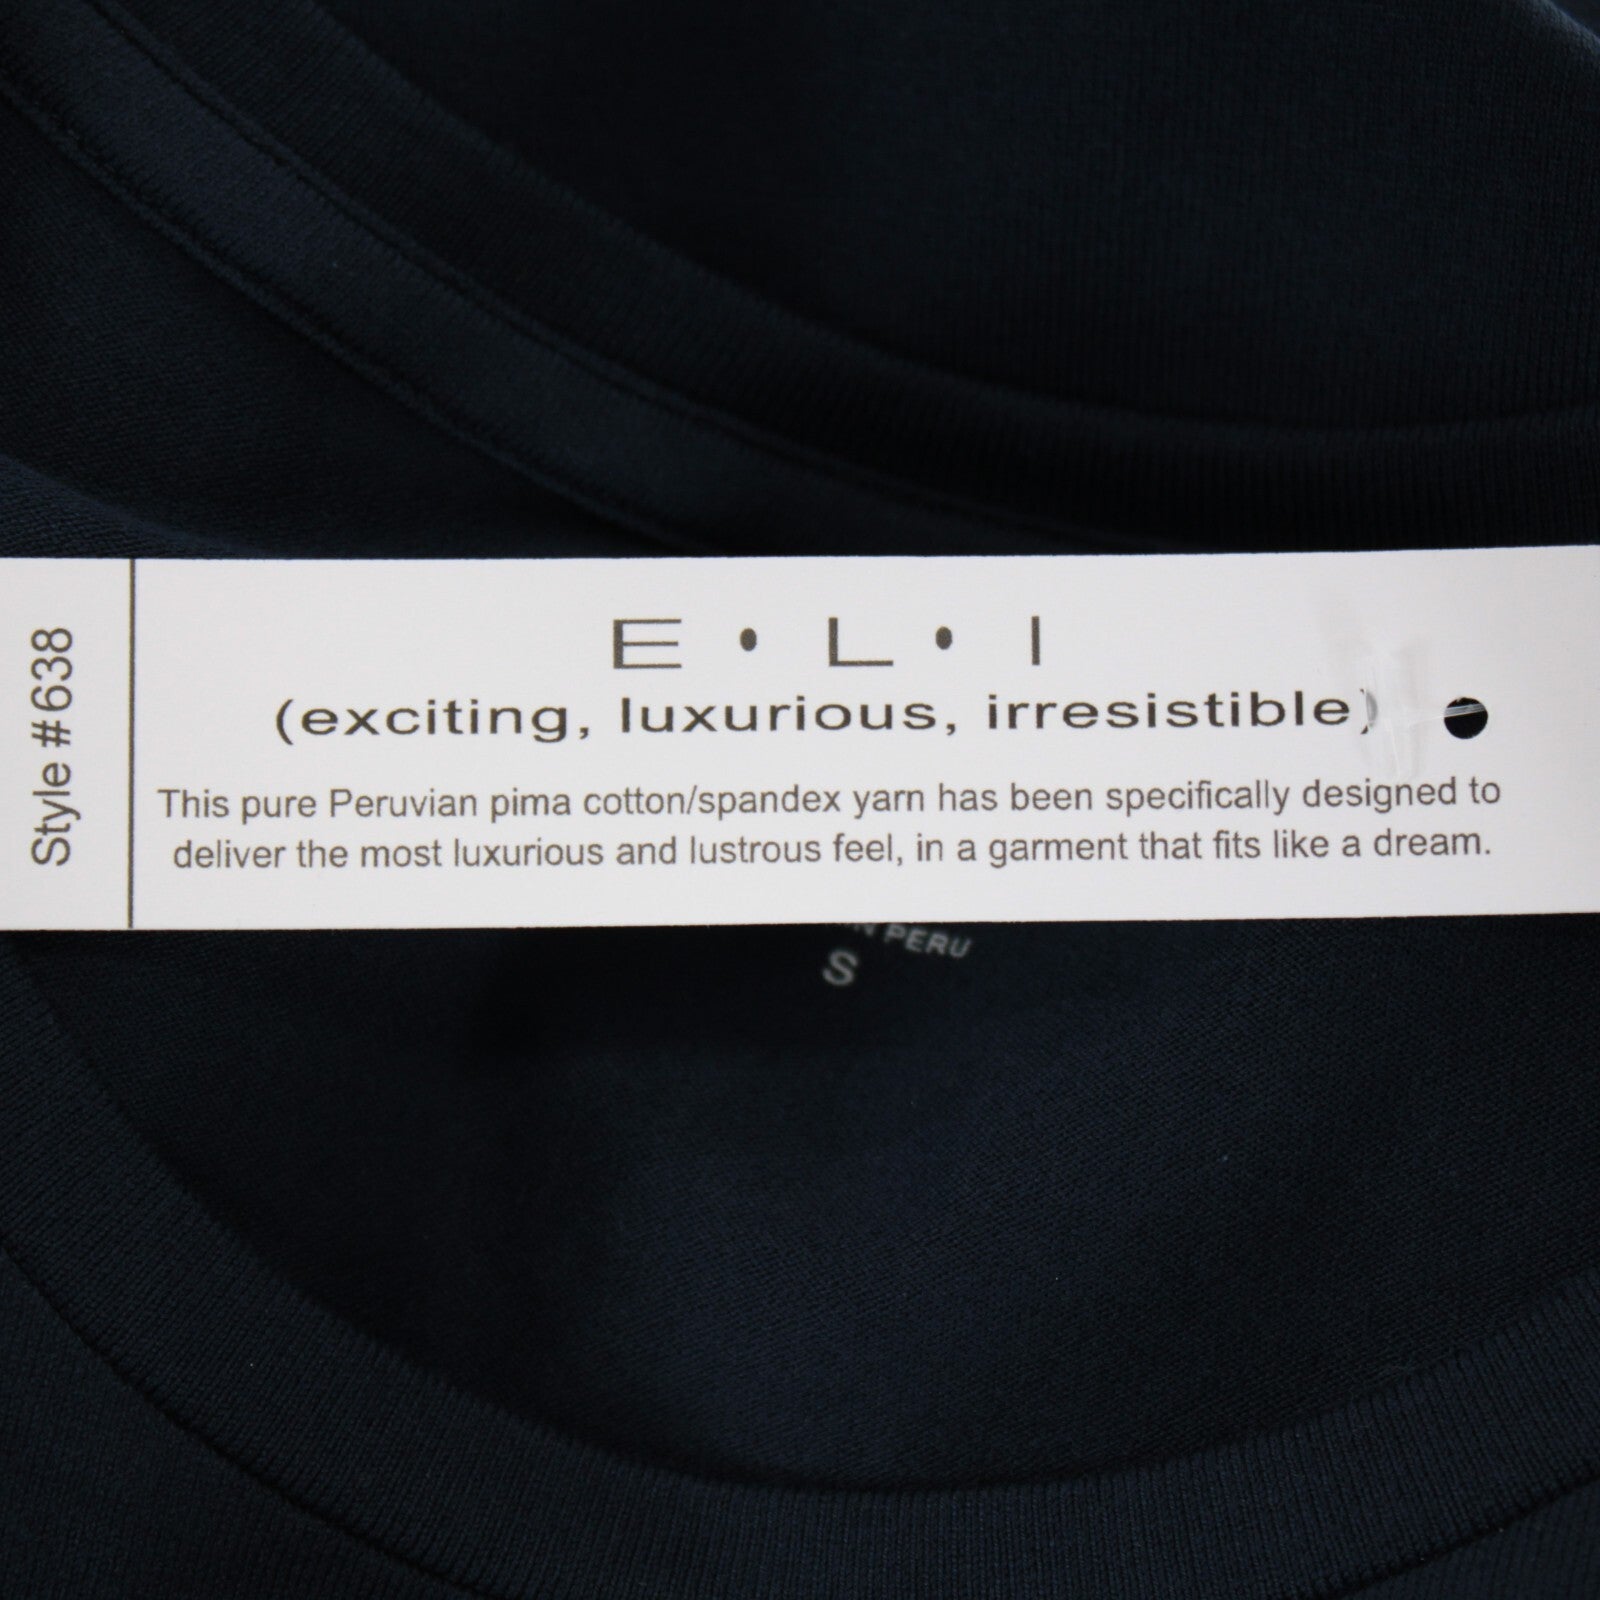 Style #638
E • L • I
(exciting, luxurious, irresistible)
This pure Peruvian pima cotton/spandex yarn has been specifically designed to
deliver the most luxurious and lustrous feel, in a garment that fits like a dream.
PERU
S